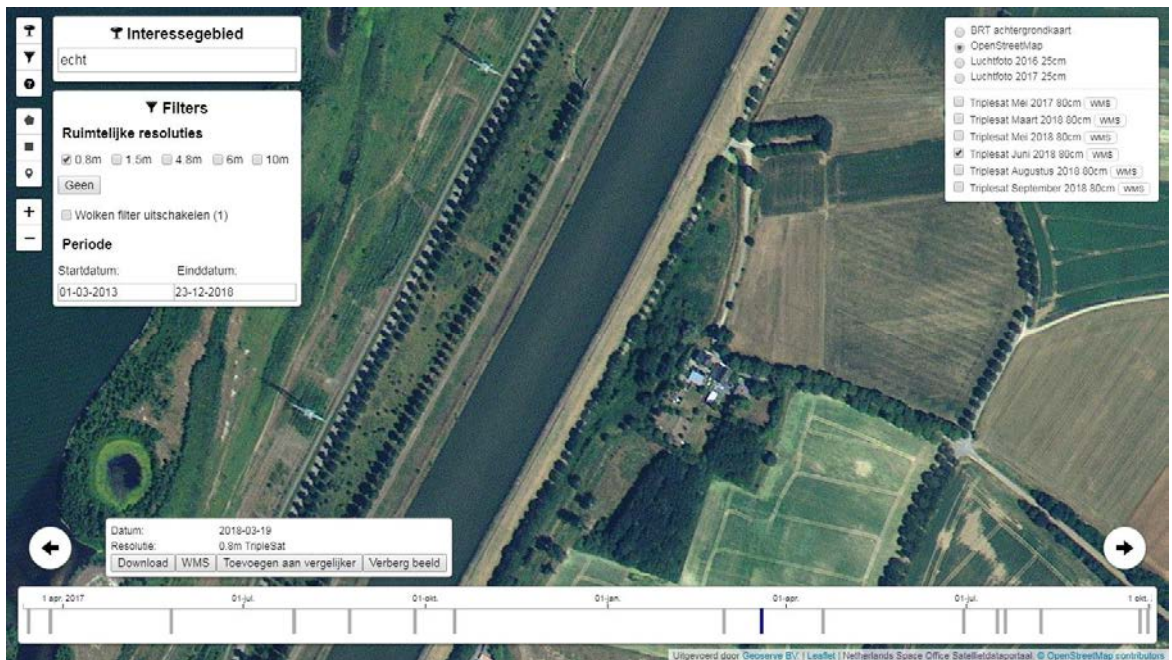 Interessegebied
echt
Filters
Ruimtelijke resoluties
0.8m 1.5m 4.8m 6m 10m
Geen
Wolken filter uitschakelen (1)
Periode
Startdatum: Einddatum:
01-03-2013 23-12-2018
BRT achtergrondkaart
OpenStreetMap
Luchtfoto 2016 25cm
Luchtfoto 2017 25cm
Triplesat Mei 2017 80cm WMS
Triplesat Maart 2018 80cm WMS
Triplesat Mei 2018 80cm WMS
Triplesat Juni 2018 80cm WMS
Triplesat Augustus 2018 80cm WMS
Triplesat September 2018 80cm WMS
Datum: 2018-03-19
Resolutie: 0.8m TripleSat
Download WMS Toevoegen aan vergelijker Verberg beeld
1 apr. 2017 01-jul. 01-okt. 01-jan. 01-apr. 01-jul. 1 okt.
Uitgevoerd door Geoserve BV. | Leaflet | Netherlands Space Office Satellietdataportaal. © OpenStreetMap contributors